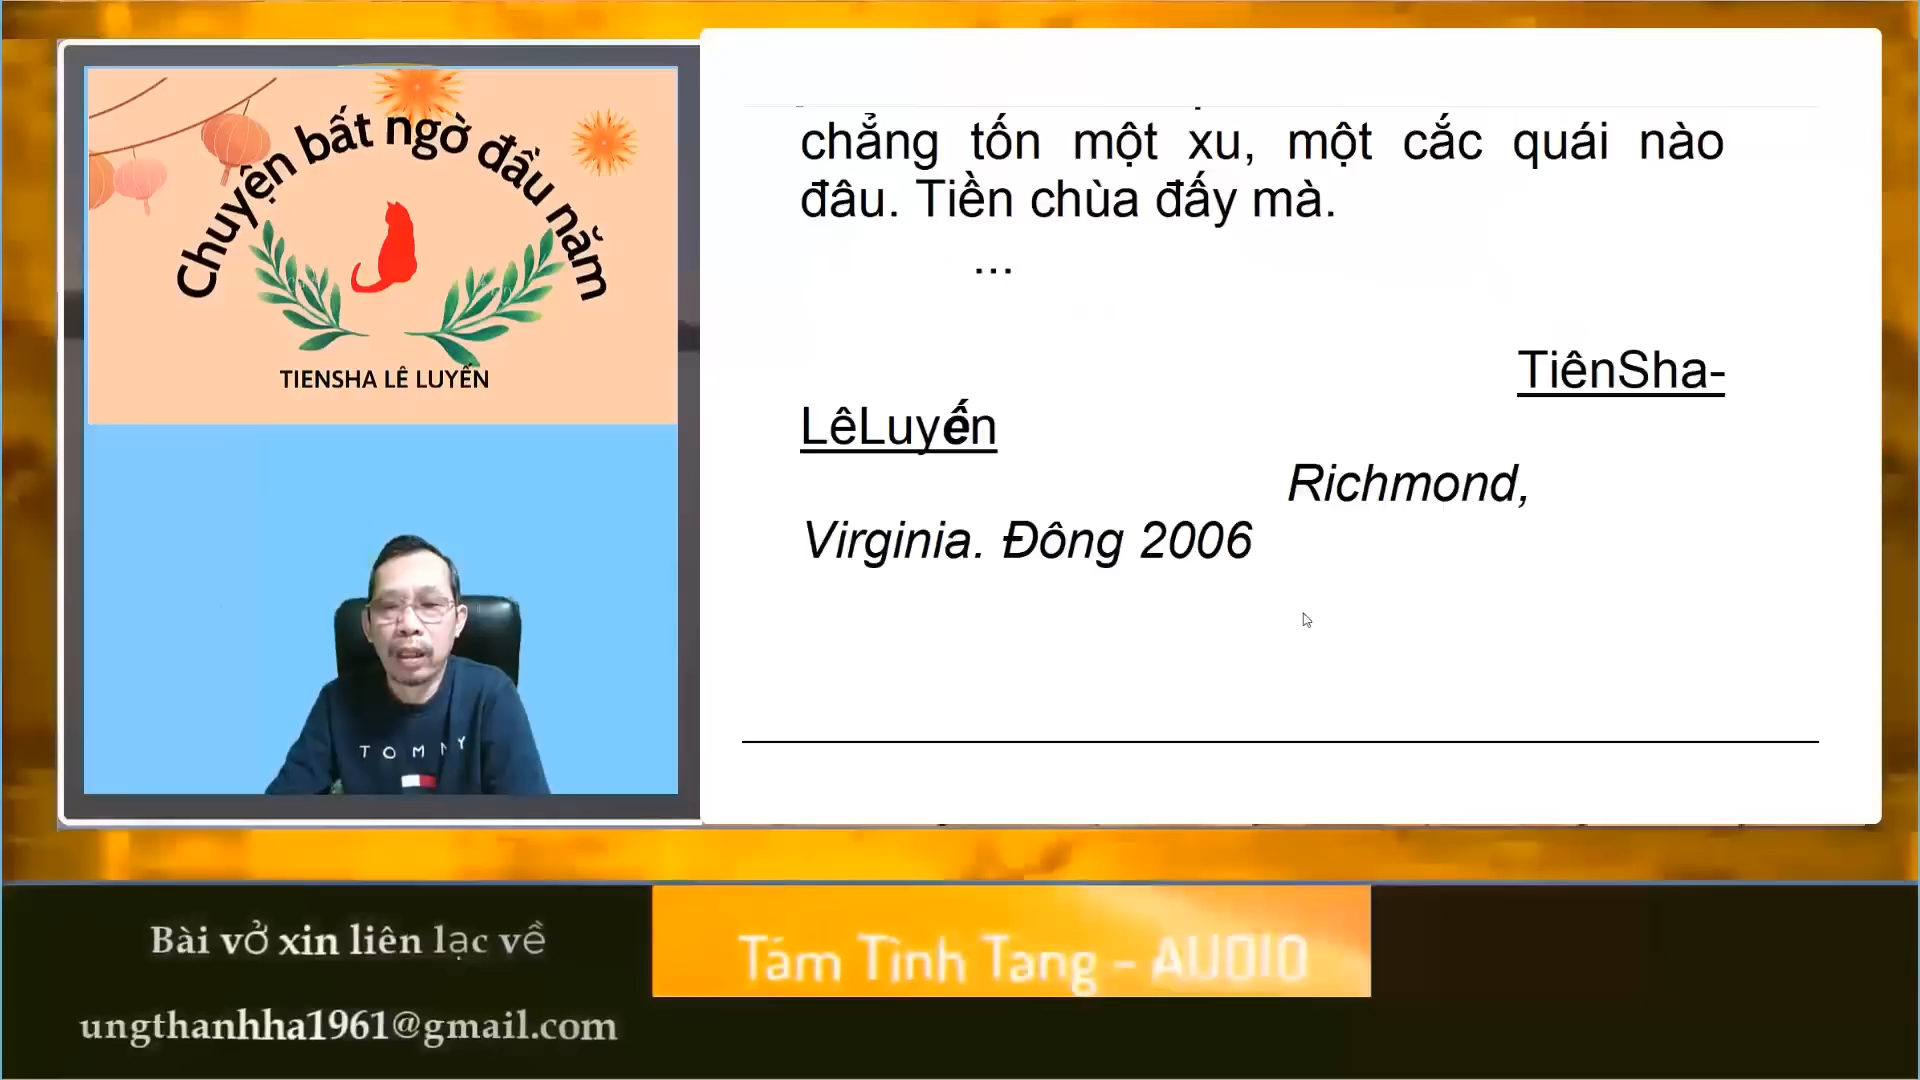 Chuyện bất ngờ đầu năm
TIENSHA LÊ LUYẾN
TOMMY
chẳng tốn một xu, một cắc quái nào
đâu. Tiền chùa đấy mà.
...
TiênSha-
LêLuyến
Richmond,
Virginia. Đông 2006
Bài vở xin liên lạc về
ungthanhha1961@gmail.com
Tám Tình Tang - AUDIO